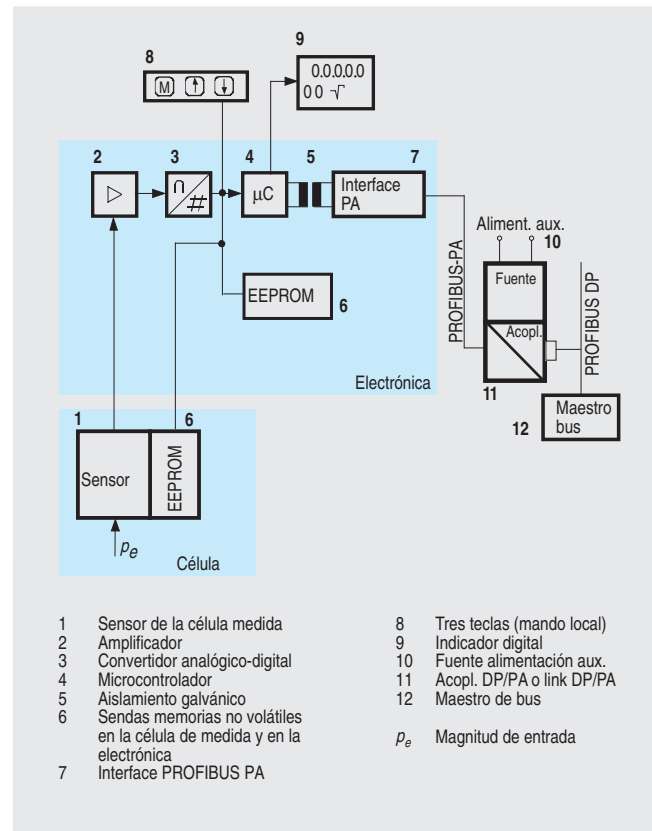 9
8
0.0.0.0.0
0 0 √
M ↑ ↓
2
3
4
5
7
∩
#
µC
Interface
PA
Aliment. aux.
10
PROFIBUS-PA
Fuente
PROFIBUS DP
EEPROM
6
Acopl.
Electrónica
11
1
6
12
Maestro
bus
Sensor
EEPROM
pe
Célula
1 Sensor de la célula medida
2 Amplificador
3 Convertidor analógico-digital
4 Microcontrolador
5 Aislamiento galvánico
6 Sendas memorias no volátiles
en la célula de medida y en la
electrónica
7 Interface PROFIBUS PA
8 Tres teclas (mando local)
9 Indicador digital
10 Fuente alimentación aux.
11 Acopl. DP/PA o link DP/PA
12 Maestro de bus
pe Magnitud de entrada